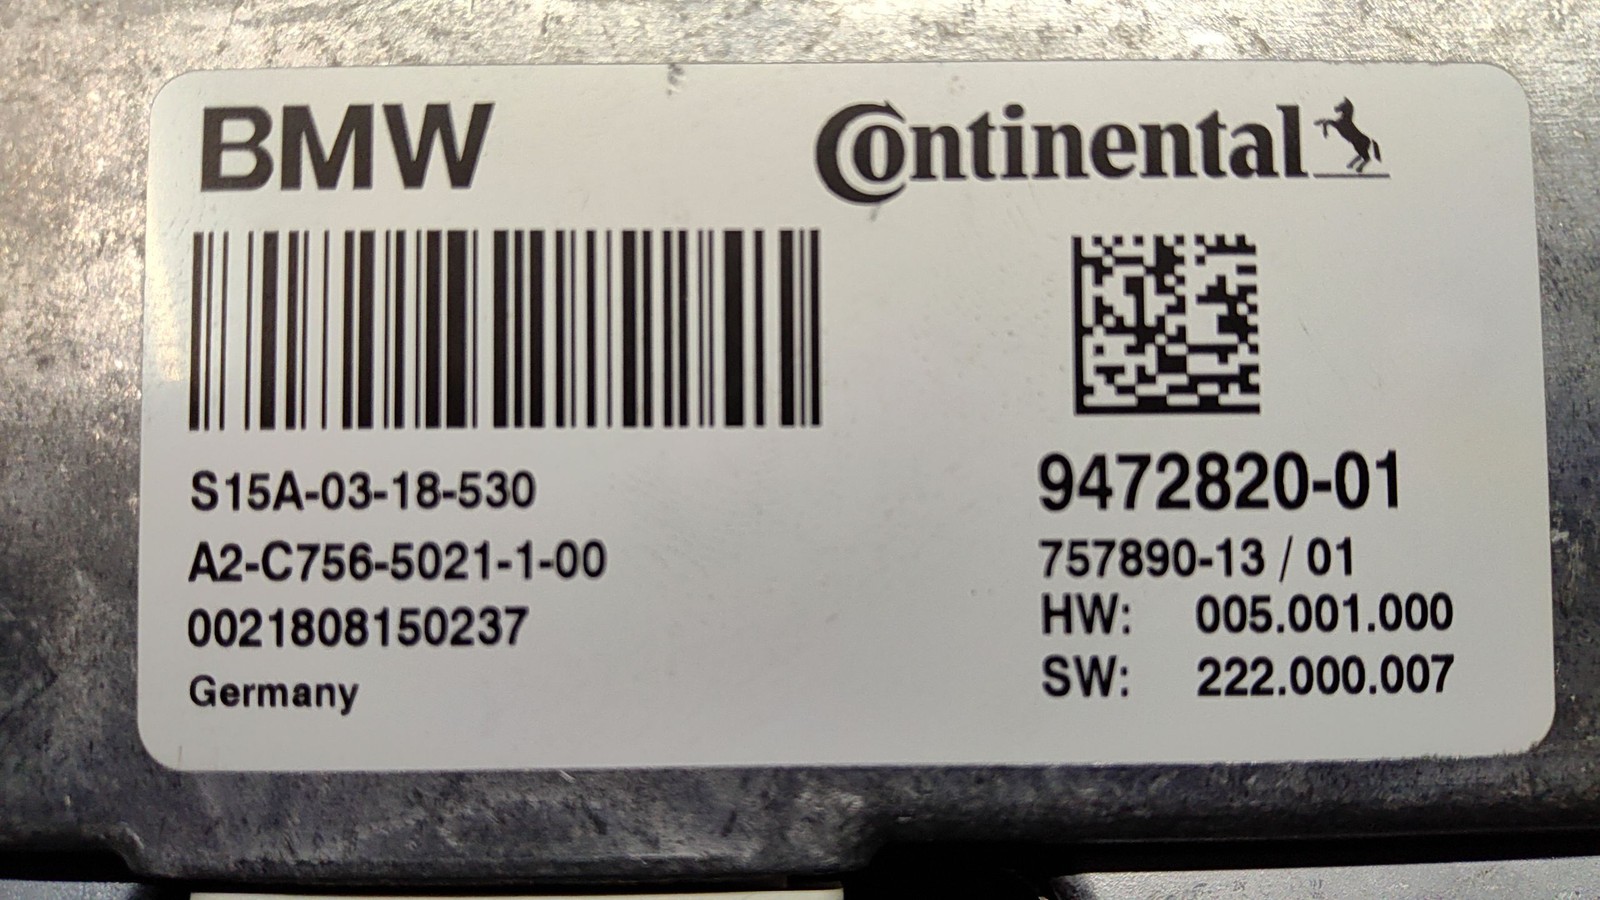 BMW
Continental
S15A-03-18-530
A2-C756-5021-1-00
0021808150237
Germany
9472820-01
757890-13 / 01
HW: 005.001.000
SW: 222.000.007